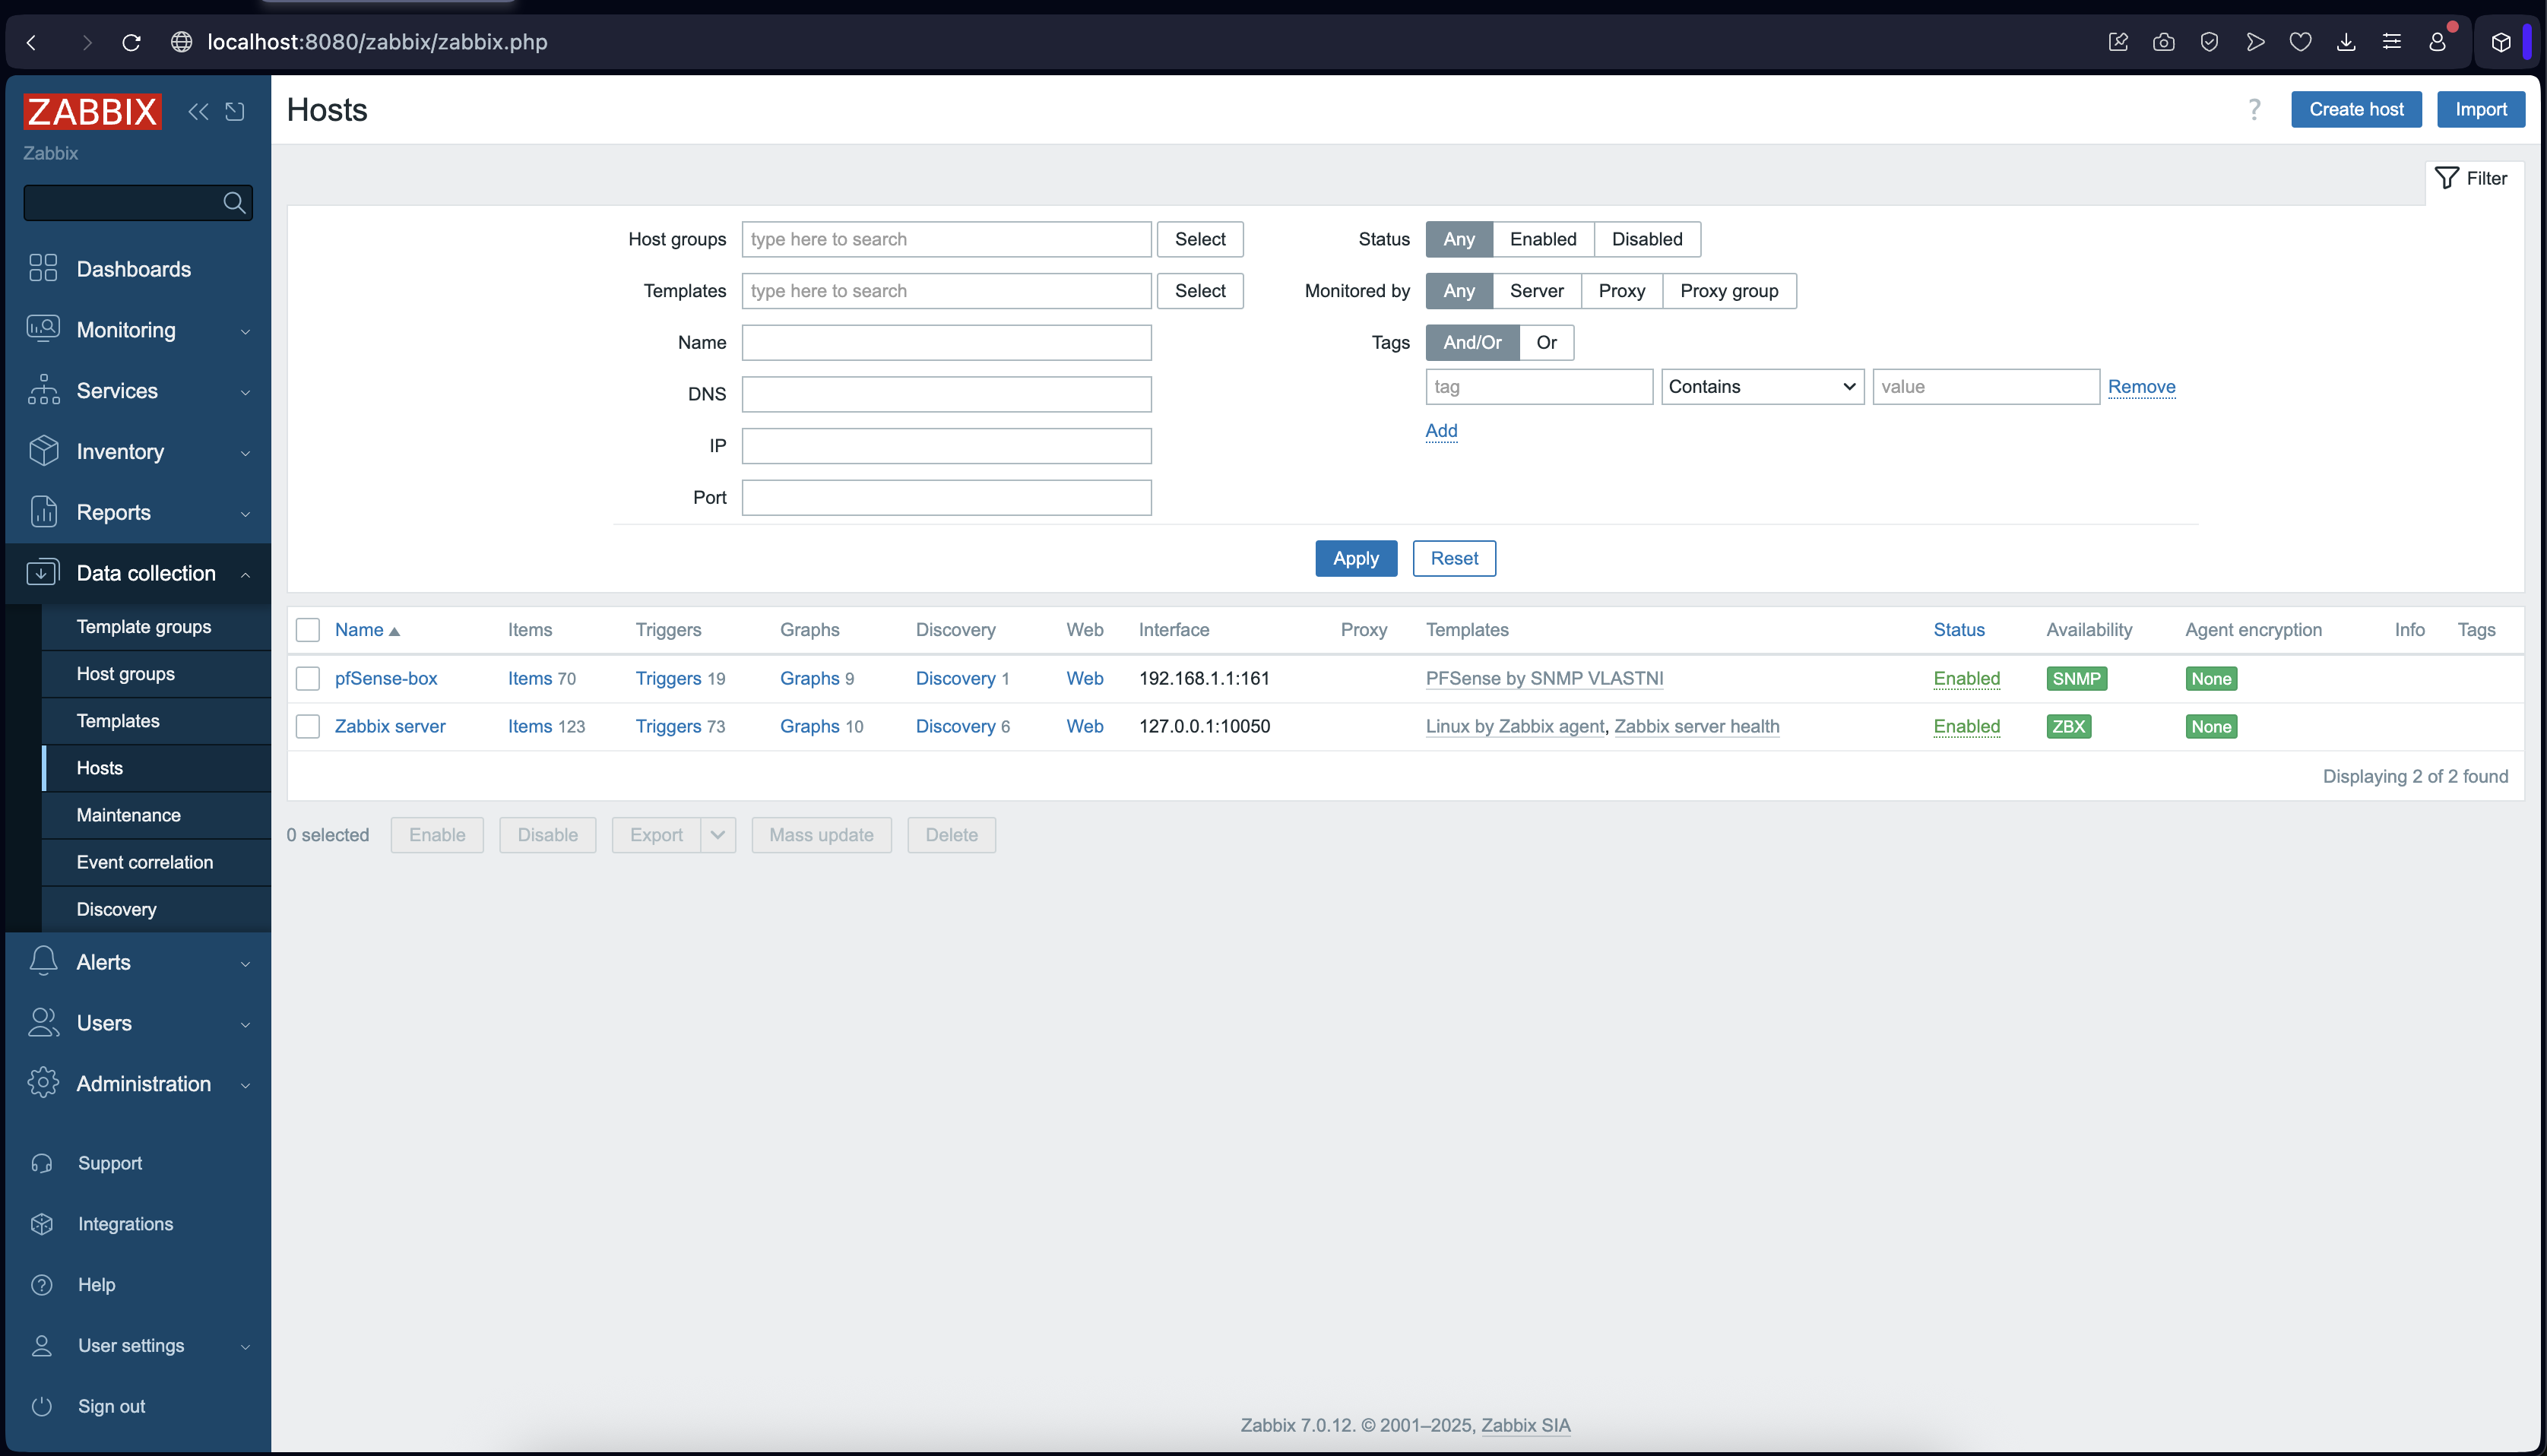 localhost:8080/zabbix/zabbix.php
ZABBIX
Zabbix
Dashboards
Monitoring
Services
Inventory
Reports
Data collection
Template groups
Host groups
Templates
Hosts
Maintenance
Event correlation
Discovery
Alerts
Users
Administration
Support
Integrations
Help
User settings
Sign out
Hosts ? Create host Import
Filter
Host groups type here to search Select
Templates type here to search Select
Name
DNS
IP
Port
Status Any Enabled Disabled
Monitored by Any Server Proxy Proxy group
Tags And/Or Or
tag Contains value Remove
Add
Apply Reset
Name ▲ Items Triggers Graphs Discovery Web Interface Proxy Templates Status Availability Agent encryption Info Tags
pfSense-box Items 70 Triggers 19 Graphs 9 Discovery 1 Web 192.168.1.1:161 PFSense by SNMP VLASTNI Enabled SNMP None
Zabbix server Items 123 Triggers 73 Graphs 10 Discovery 6 Web 127.0.0.1:10050 Linux by Zabbix agent, Zabbix server health Enabled ZBX None
Displaying 2 of 2 found
0 selected Enable Disable Export Mass update Delete
Zabbix 7.0.12. © 2001–2025, Zabbix SIA